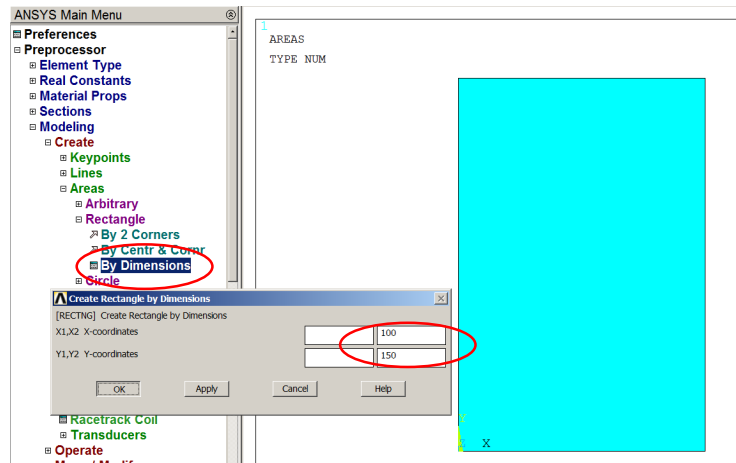 ANSYS Main Menu
Preferences
Preprocessor
Element Type
Real Constants
Material Props
Sections
Modeling
Create
Keypoints
Lines
Areas
Arbitrary
Rectangle
By 2 Corners
By Centr & Cornr
By Dimensions
Circle
Create Rectangle by Dimensions
[RECTNG] Create Rectangle by Dimensions
X1,X2 X-coordinates
100
Y1,Y2 Y-coordinates
150
OK Apply Cancel Help
Racetrack Coil
Transducers
Operate
1
AREAS
TYPE NUM
Y
Z X